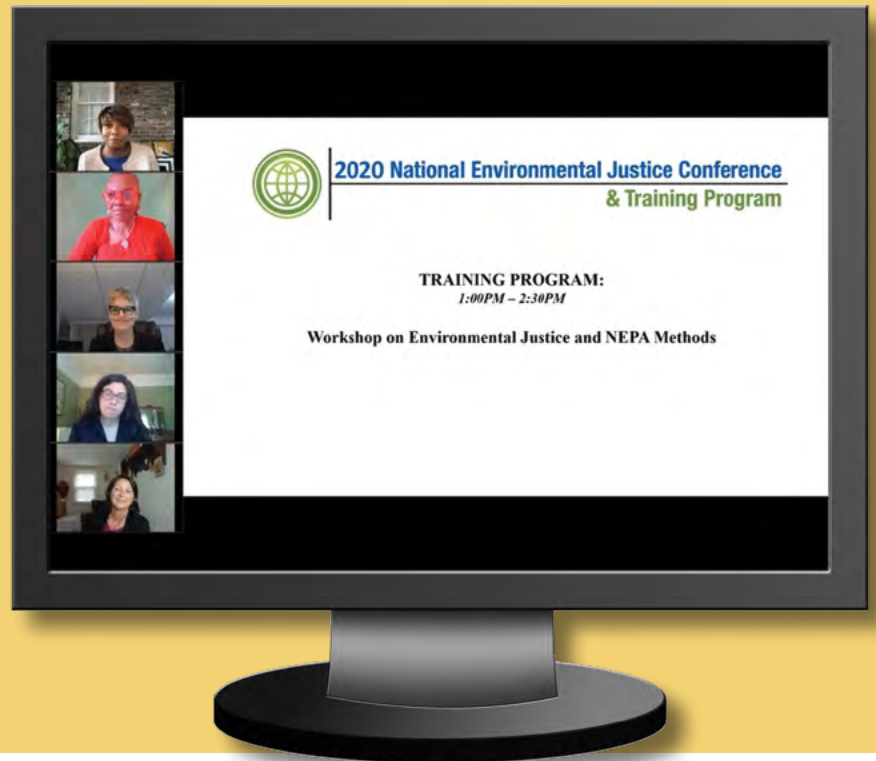 2020 National Environmental Justice Conference
& Training Program
TRAINING PROGRAM:
1:00PM – 2:30PM
Workshop on Environmental Justice and NEPA Methods